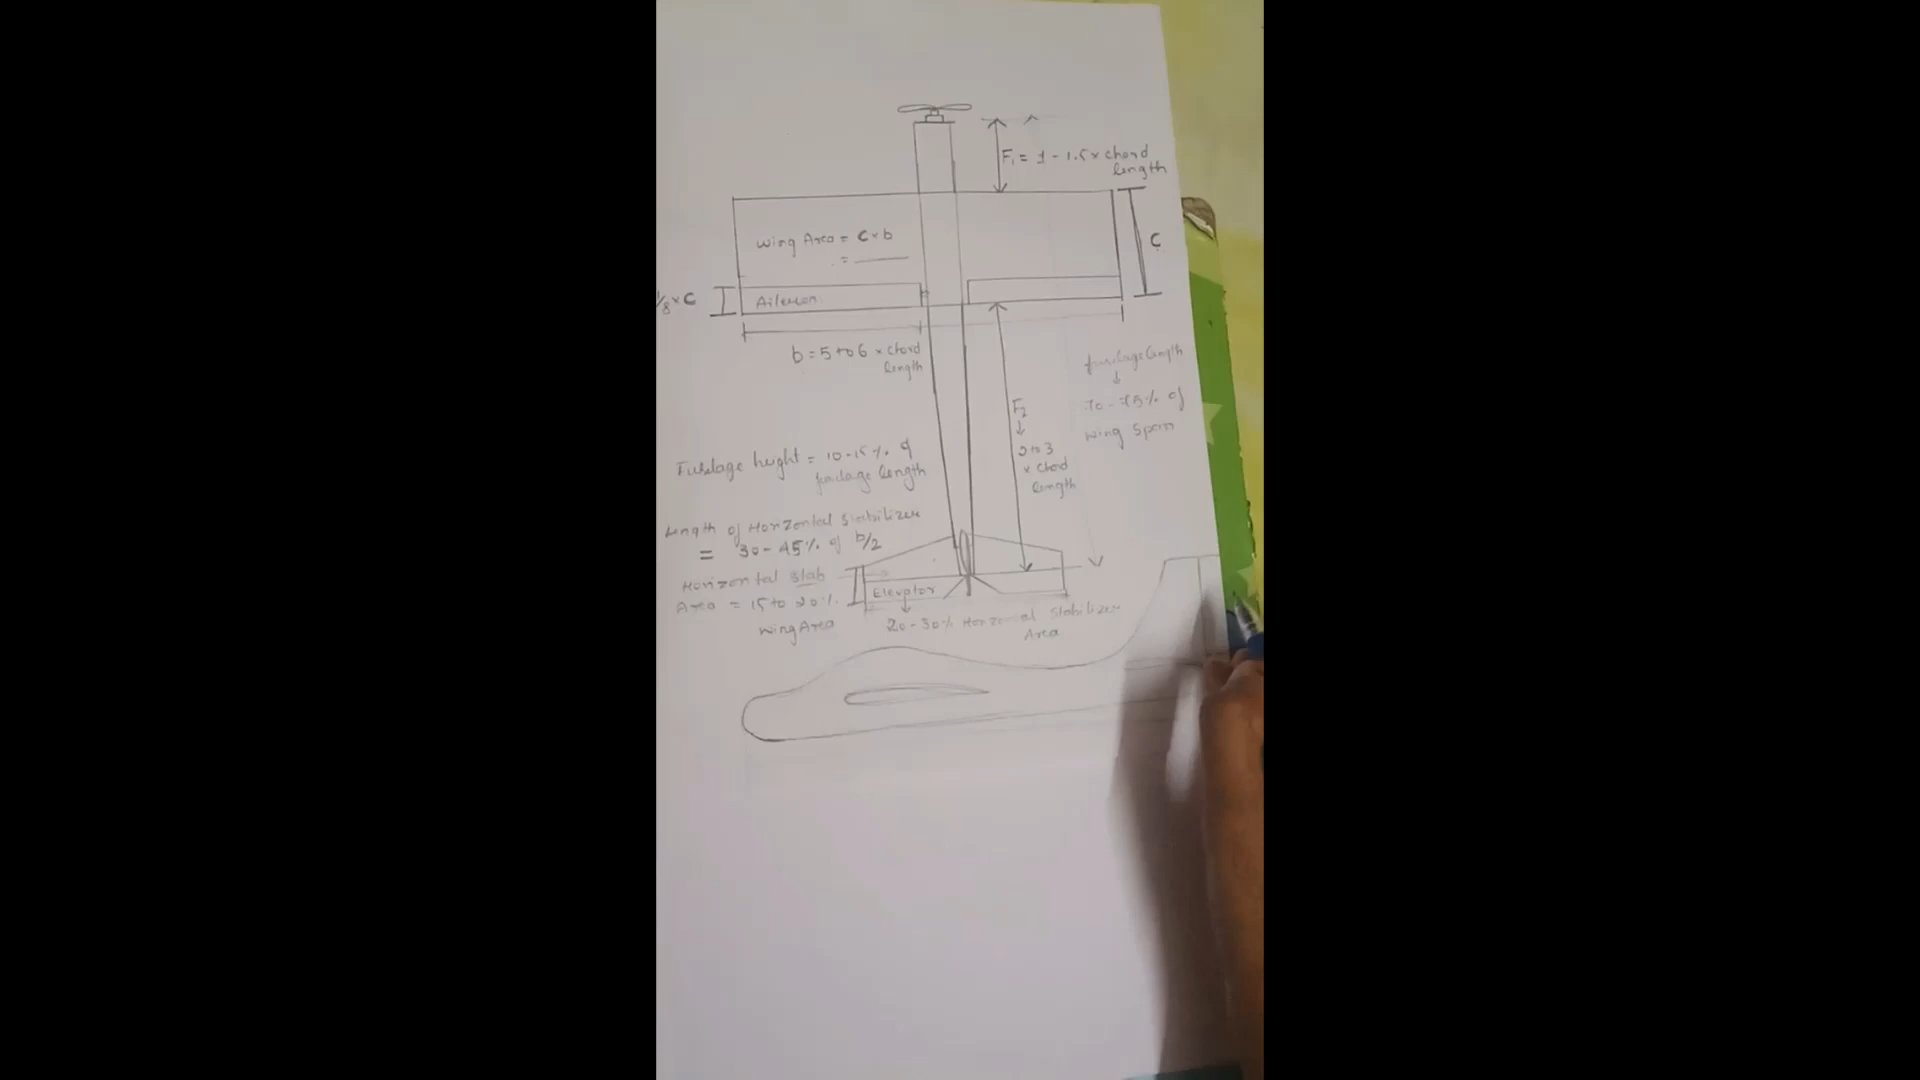 F₁ = 1 - 1.5 × chord
length
Wing Area = C × b
=
C
1/8 × C
Aileron
b = 5 to 6 × chord
length
fuselage length
↓
70-75% of
wing span
F₂
↓
2 to 3
× chord
length
Fuselage height = 10-15% of
fuselage length
Length of Horizontal Stabilizer
= 30-45% of b/2
Horizontal Stab
Area = 15 to 20%
wing Area
Elevator
20-30% Horizontal Stabilizer
Area